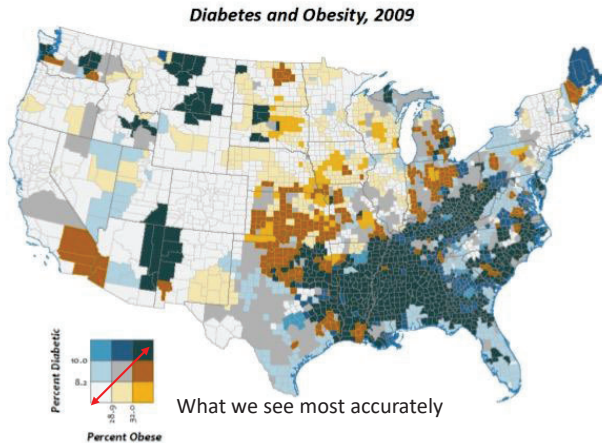 Diabetes and Obesity, 2009
Percent Diabetic
10.0
8.2
28.9
32.0
Percent Obese
What we see most accurately